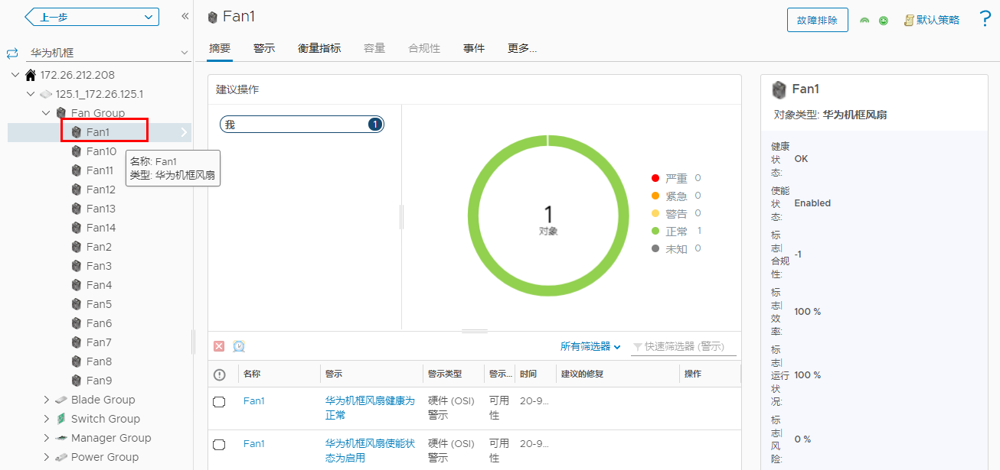 上一步
华为机框
172.26.212.208
125.1_172.26.125.1
Fan Group
Fan1
Fan10
Fan11
Fan12
Fan13
Fan14
Fan2
Fan3
Fan4
Fan5
Fan6
Fan7
Fan8
Fan9
Blade Group
Switch Group
Manager Group
Power Group
名称: Fan1
类型: 华为机框风扇
Fan1
故障排除
默认策略
?
摘要 警示 衡量指标 容量 合规性 事件 更多...
建议操作
我 1
1
对象
严重 0
紧急 0
警告 0
正常 1
未知 0
所有筛选器 快速筛选器 (警示)
名称 警示 警示类型 警示... 时间 建议的修复 操作
Fan1 华为机框风扇健康为正常 硬件 (OSI) 警示 可用性 20-9...
Fan1 华为机框风扇使能状态为启用 硬件 (OSI) 警示 可用性 20-9...
Fan1
对象类型: 华为机框风扇
健康状态: OK
使能状态: Enabled
标志|合规性: -1
标志|效率: 100 %
标志|运行状况: 100 %
标志|风险: 0 %